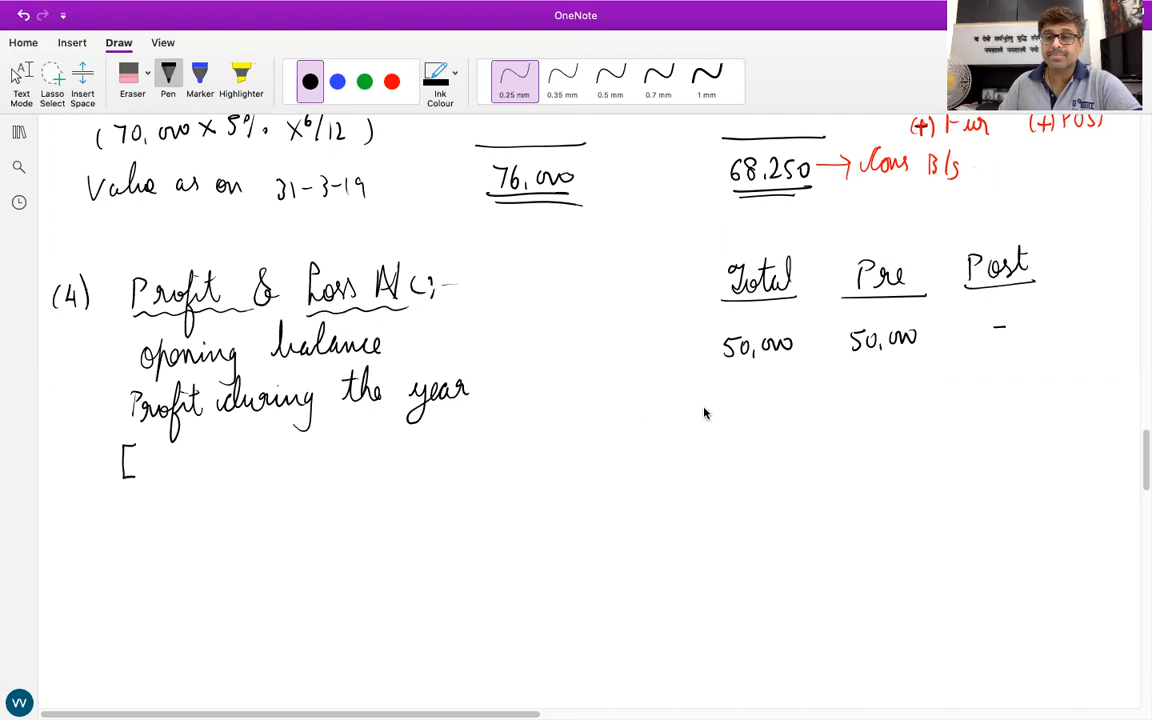 OneNote
Home Insert Draw View
Text Mode
Lasso Select
Insert Space
Eraser
Pen
Marker
Highlighter
Ink Colour
0.25 mm
0.35 mm
0.5 mm
0.7 mm
1 mm
(70,000 x 5% x 6/12) (+) Fur (+) POST
Value as on 31-3-19 76,000 68,250 → Cons B/s
(4) Profit & Loss A/c:- Total Pre Post
opening balance 50,000 50,000 -
Profit during the year
[
VV